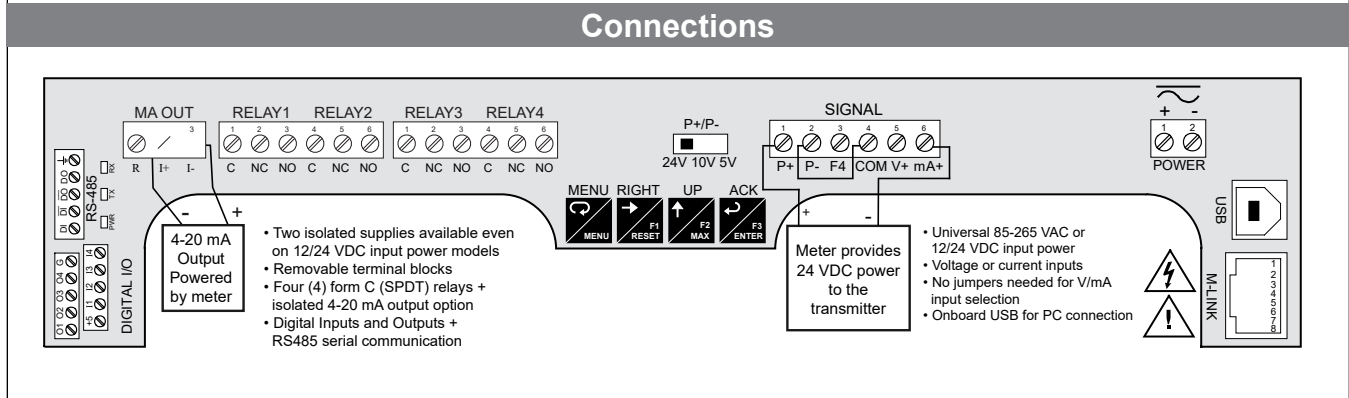 Connections
MA OUT
3
R I+ I-
RELAY1 RELAY2
1 2 3 4 5 6
C NC NO C NC NO
RELAY3 RELAY4
1 2 3 4 5 6
C NC NO C NC NO
P+/P-
24V 10V 5V
SIGNAL
1 2 3 4 5 6
P+ P- F4 COM V+ mA+
+ -
1 2
POWER
RS-485
DO
DO
DI
DI
RX
TX
PWR
DIGITAL I/O
G
O4
O3
O2
O1
I4
I3
I2
I1
+5
- +
4-20 mA
Output
Powered
by meter
• Two isolated supplies available even
on 12/24 VDC input power models
• Removable terminal blocks
• Four (4) form C (SPDT) relays +
isolated 4-20 mA output option
• Digital Inputs and Outputs +
RS485 serial communication
MENU RIGHT UP ACK
MENU
F1
RESET
F2
MAX
F3
ENTER
+ -
Meter provides
24 VDC power
to the
transmitter
• Universal 85-265 VAC or
12/24 VDC input power
• Voltage or current inputs
• No jumpers needed for V/mA
input selection
• Onboard USB for PC connection
USB
M-LINK
1
2
3
4
5
6
7
8